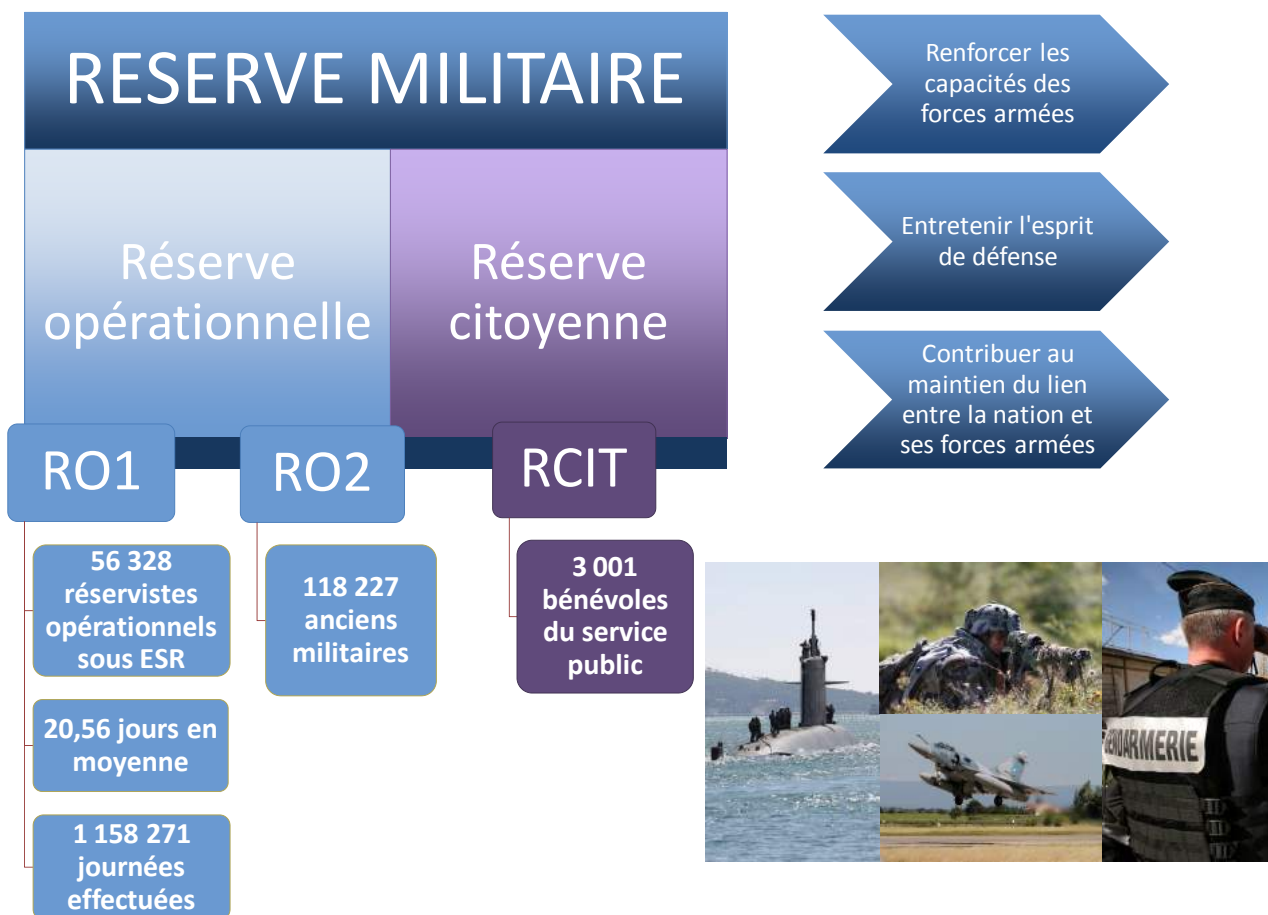 RESERVE MILITAIRE
Réserve
opérationnelle
Réserve
citoyenne
RO1
RO2
RCIT
56 328
réservistes
opérationnels
sous ESR
20,56 jours en
moyenne
1 158 271
journées
effectuées
118 227
anciens
militaires
3 001
bénévoles
du service
public
Renforcer les
capacités des
forces armées
Entretenir l'esprit
de défense
Contribuer au
maintien du lien
entre la nation et
ses forces armées
GENDARMERIE